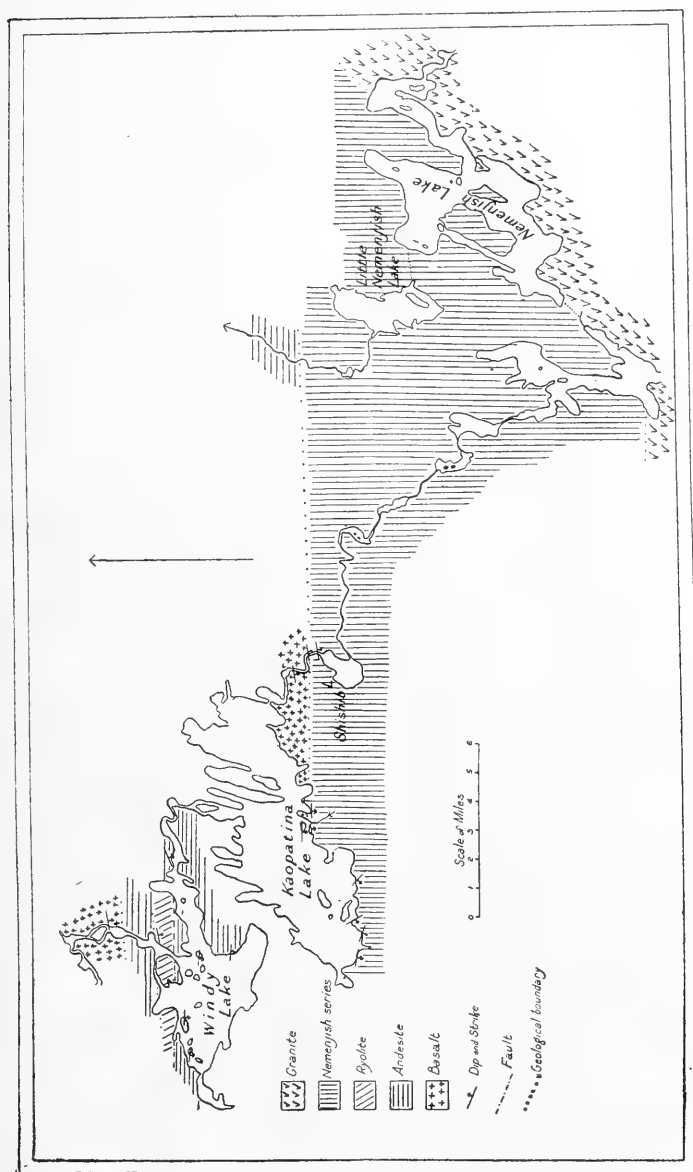 Windy
Lake
Kaopatina
Lake
Shishib L
Little
Nemenjish
Lake
Nemenjish
Lake
Scale of Miles
0 1 2 3 4 5 6
Granite
Nemenjish series
Ryolite
Andesite
Basalt
Dip and Strike
Fault
Geological boundary